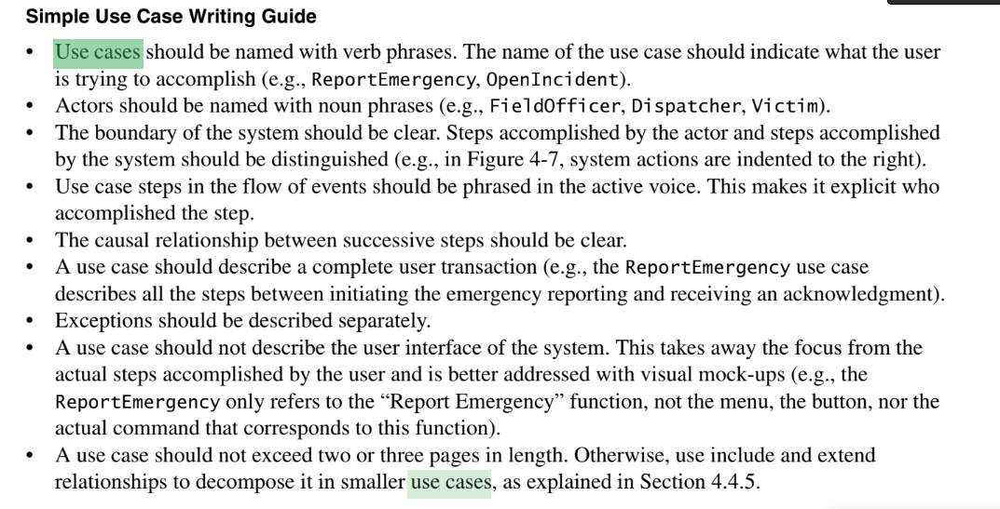 Simple Use Case Writing Guide
• Use cases should be named with verb phrases. The name of the use case should indicate what the user
is trying to accomplish (e.g., ReportEmergency, OpenIncident).
• Actors should be named with noun phrases (e.g., FieldOfficer, Dispatcher, Victim).
• The boundary of the system should be clear. Steps accomplished by the actor and steps accomplished
by the system should be distinguished (e.g., in Figure 4-7, system actions are indented to the right).
• Use case steps in the flow of events should be phrased in the active voice. This makes it explicit who
accomplished the step.
• The causal relationship between successive steps should be clear.
• A use case should describe a complete user transaction (e.g., the ReportEmergency use case
describes all the steps between initiating the emergency reporting and receiving an acknowledgment).
• Exceptions should be described separately.
• A use case should not describe the user interface of the system. This takes away the focus from the
actual steps accomplished by the user and is better addressed with visual mock-ups (e.g., the
ReportEmergency only refers to the “Report Emergency” function, not the menu, the button, nor the
actual command that corresponds to this function).
• A use case should not exceed two or three pages in length. Otherwise, use include and extend
relationships to decompose it in smaller use cases, as explained in Section 4.4.5.